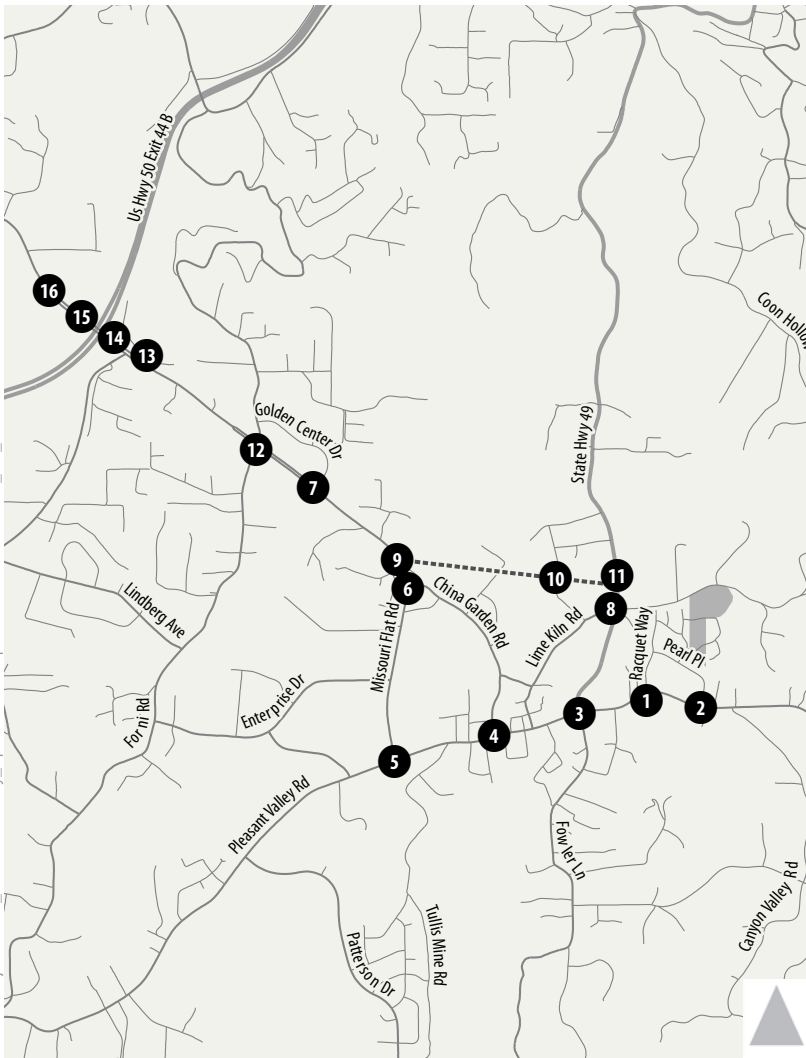 Us Hwy 50 Exit 44B
16
15
14
13
Coon Hollow
Golden Center Dr
State Hwy 49
12
7
9
10
11
6
China Garden Rd
8
Lindberg Ave
Missouri Flat Rd
Lime Kiln Rd
Racquet Way
Pearl Pl
Enterprise Dr
Forni Rd
1
2
3
4
5
Pleasant Valley Rd
Fowler Ln
Canyon Valley Rd
Tullis Mine Rd
Patterson Dr